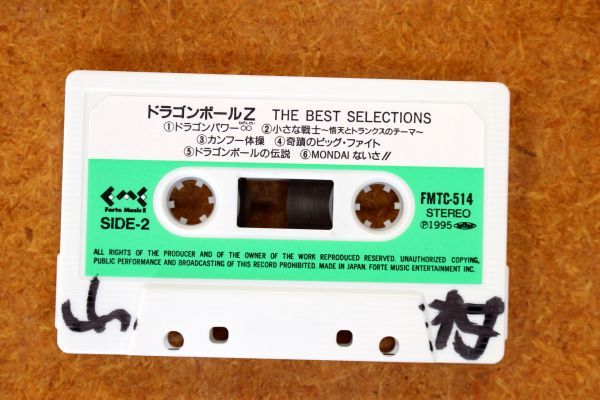 ドラゴンボールZ THE BEST SELECTIONS
①ドラゴンパワー∞ ②小さな戦士～悟天とトランクスのテーマ～
③カンフー体操 ④奇蹟のビッグ・ファイト
⑤ドラゴンボールの伝説 ⑥MONDAIないさ!!
Forte Music E
SIDE-2
FMTC-514
STEREO
Ⓟ1995
ALL RIGHTS OF THE PRODUCER AND OF THE OWNER OF THE WORK REPRODUCED RESERVED. UNAUTHORIZED COPYING,
PUBLIC PERFORMANCE AND BROADCASTING OF THIS RECORD PROHIBITED. MADE IN JAPAN. FORTE MUSIC ENTERTAINMENT INC.